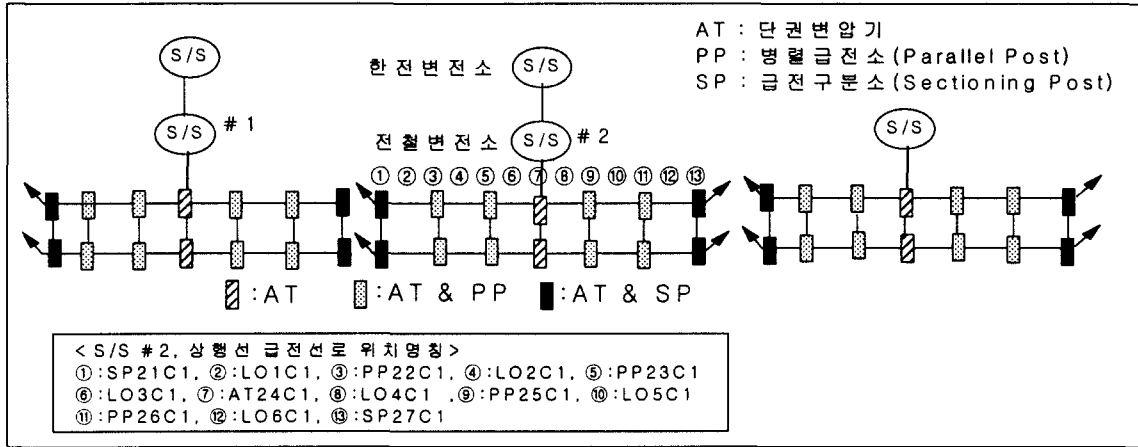 S/S
한전변전소 S/S
AT : 단권변압기
PP : 병렬급전소(Parallel Post)
SP : 급전구분소(Sectioning Post)
S/S #1
전철변전소 S/S #2
S/S
① ② ③ ④ ⑤ ⑥ ⑦ ⑧ ⑨ ⑩ ⑪ ⑫ ⑬
:AT :AT & PP :AT & SP
<S/S #2, 상행선 급전선로 위치명칭>
①:SP21C1, ②:LO1C1, ③:PP22C1, ④:LO2C1, ⑤:PP23C1
⑥:LO3C1, ⑦:AT24C1, ⑧:LO4C1 ,⑨:PP25C1, ⑩:LO5C1
⑪:PP26C1, ⑫:LO6C1, ⑬:SP27C1